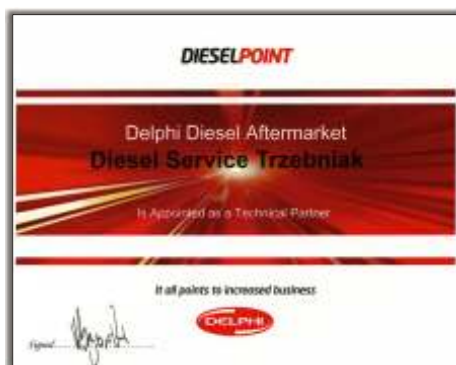 DIESELPOINT
Delphi Diesel Aftermarket
Diesel Service Trzebniak
Is Appointed as a Technical Partner
It all points to increased business
DELPHI
Signed